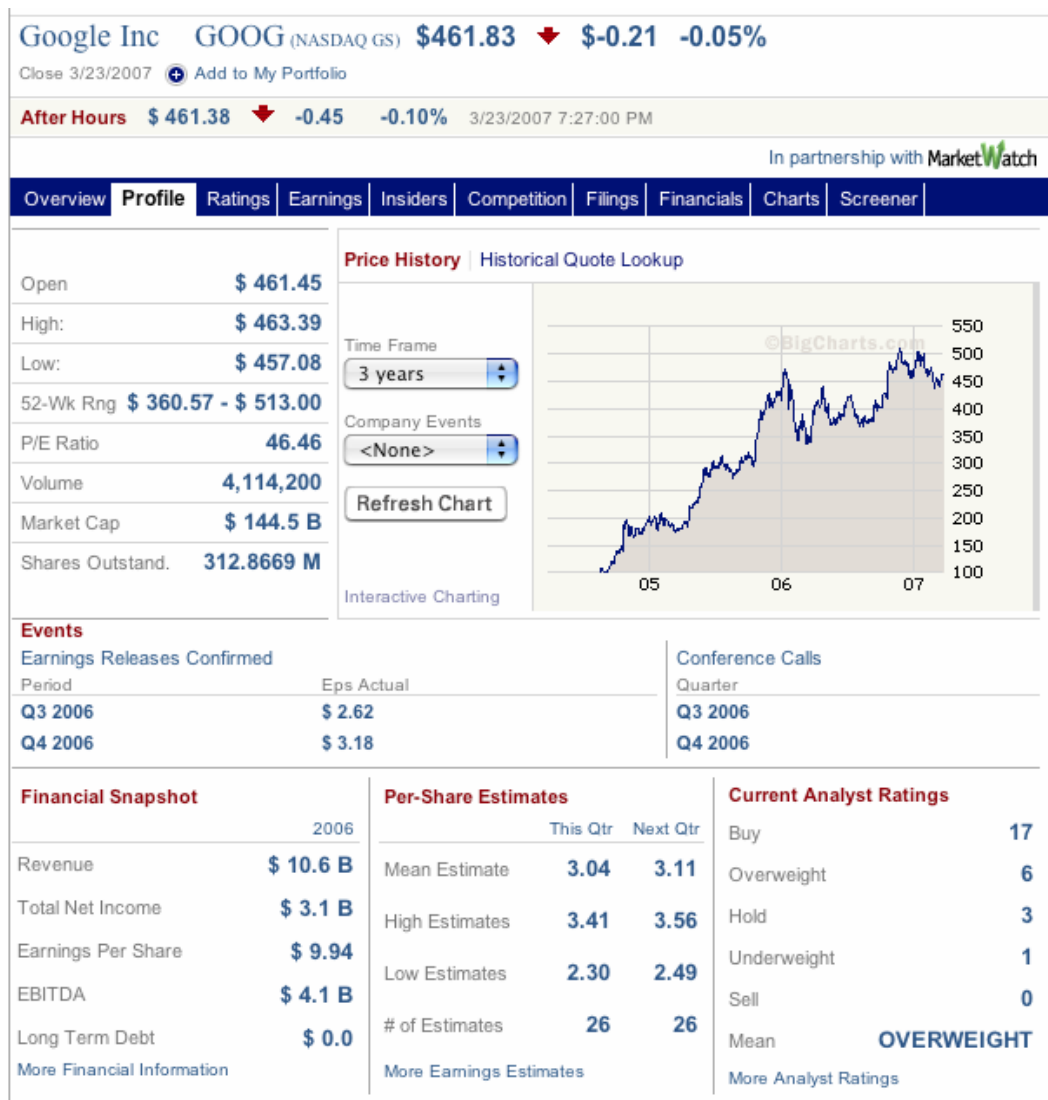 Google Inc GOOG (NASDAQ GS) $461.83 $-0.21 -0.05%
Close 3/23/2007 Add to My Portfolio
After Hours $ 461.38 -0.45 -0.10% 3/23/2007 7:27:00 PM
In partnership with MarketWatch
Overview Profile Ratings Earnings Insiders Competition Filings Financials Charts Screener
Open $ 461.45
High: $ 463.39
Low: $ 457.08
52-Wk Rng $ 360.57 - $ 513.00
P/E Ratio 46.46
Volume 4,114,200
Market Cap $ 144.5 B
Shares Outstand. 312.8669 M
Price History Historical Quote Lookup
Time Frame
3 years
Company Events
<None>
Refresh Chart
Interactive Charting
©BigCharts.com
550
500
450
400
350
300
250
200
150
100
05 06 07
Events
Earnings Releases Confirmed
Period Eps Actual
Q3 2006 $ 2.62
Q4 2006 $ 3.18
Conference Calls
Quarter
Q3 2006
Q4 2006
Financial Snapshot
2006
Revenue $ 10.6 B
Total Net Income $ 3.1 B
Earnings Per Share $ 9.94
EBITDA $ 4.1 B
Long Term Debt $ 0.0
More Financial Information
Per-Share Estimates
This Qtr Next Qtr
Mean Estimate 3.04 3.11
High Estimates 3.41 3.56
Low Estimates 2.30 2.49
# of Estimates 26 26
More Earnings Estimates
Current Analyst Ratings
Buy 17
Overweight 6
Hold 3
Underweight 1
Sell 0
Mean OVERWEIGHT
More Analyst Ratings